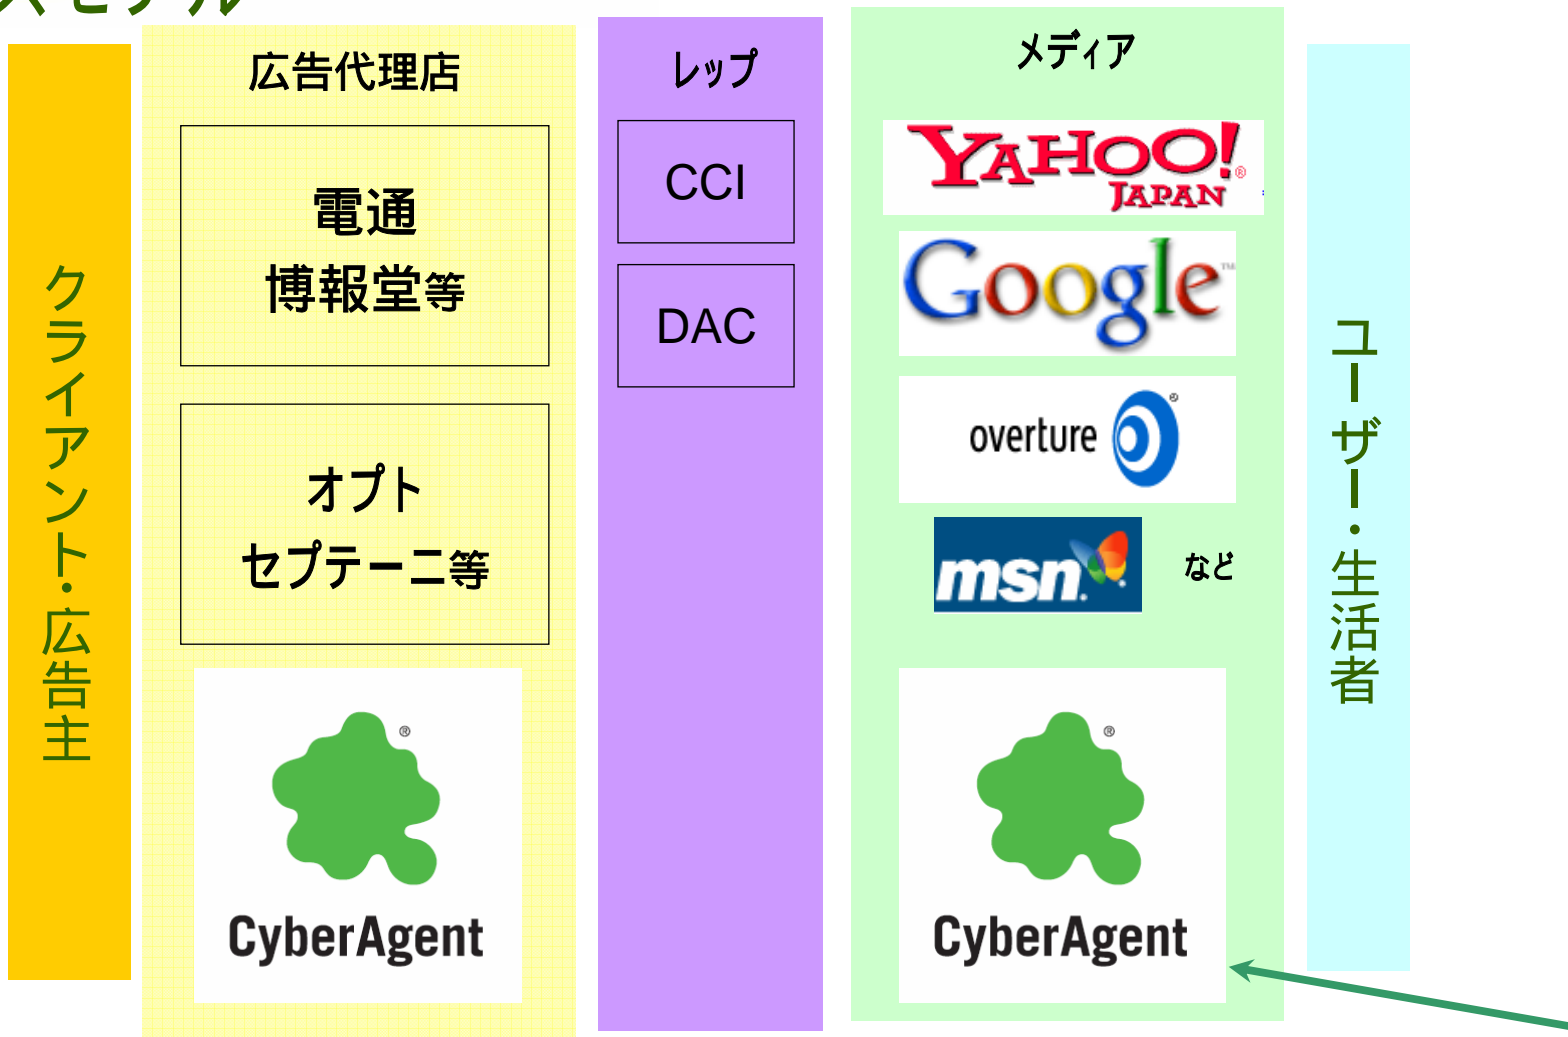 クライアント・広告主
広告代理店
電通
博報堂等
オプト
セプテーニ等
CyberAgent
レップ
CCI
DAC
メディア
YAHOO!
JAPAN
Google
overture
msn
など
CyberAgent
ユーザー・生活者